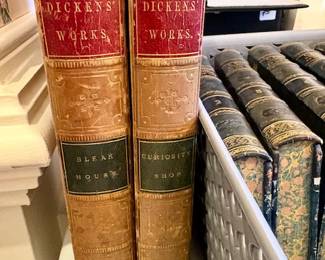 DICKENS'
WORKS.
BLEAK
HOUSE.
DICKENS'
WORKS.
CURIOSITY
SHOP